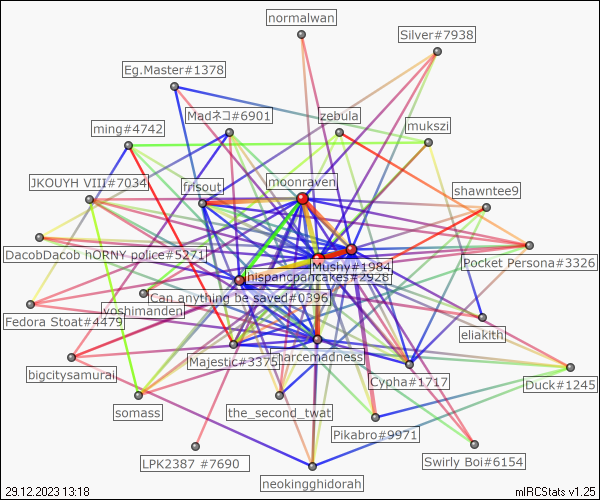 normalwan
Silver#7938
Eg.Master#1378
Madネコ#6901
zebula
ming#4742
mukszi
JKOUYH VIII#7034
frisout
moonraven
shawntee9
DacobDacob hORNY police#5271
Musny#1984
Pocket Persona#3326
hispancpancakes#2928
Can anything be saved#0396
yoshimanden
Fedora Stoat#4479
eliakith
Majestic#3375
narcemadness
bigcitysamurai
Cypha#1717
Duck#1245
somass
the_second_twat
Pikabro#9971
LPK2387 #7690
Swirly Boi#6154
neokingghidorah
29.12.2023 13:18
mIRCStats v1.25